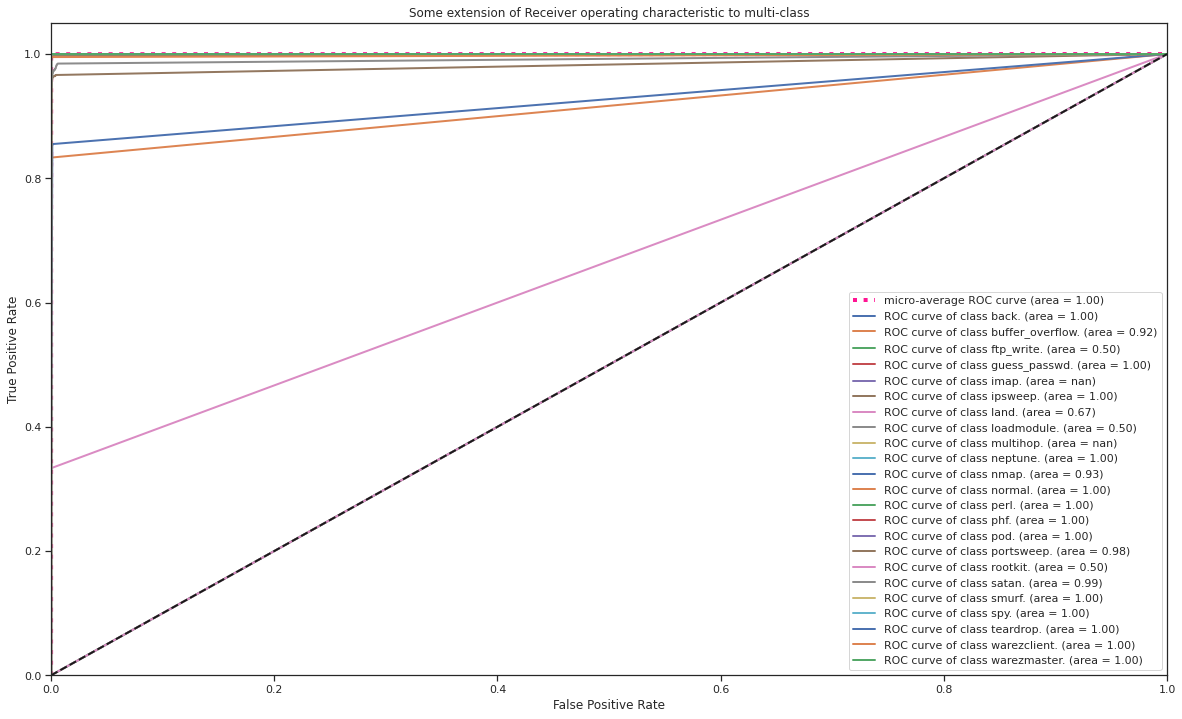 Some extension of Receiver operating characteristic to multi-class
1.0
0.8
0.6
0.4
0.2
0.0
True Positive Rate
micro-average ROC curve (area = 1.00)
ROC curve of class back. (area = 1.00)
ROC curve of class buffer_overflow. (area = 0.92)
ROC curve of class ftp_write. (area = 0.50)
ROC curve of class guess_passwd. (area = 1.00)
ROC curve of class imap. (area = nan)
ROC curve of class ipsweep. (area = 1.00)
ROC curve of class land. (area = 0.67)
ROC curve of class loadmodule. (area = 0.50)
ROC curve of class multihop. (area = nan)
ROC curve of class neptune. (area = 1.00)
ROC curve of class nmap. (area = 0.93)
ROC curve of class normal. (area = 1.00)
ROC curve of class perl. (area = 1.00)
ROC curve of class phf. (area = 1.00)
ROC curve of class pod. (area = 1.00)
ROC curve of class portsweep. (area = 0.98)
ROC curve of class rootkit. (area = 0.50)
ROC curve of class satan. (area = 0.99)
ROC curve of class smurf. (area = 1.00)
ROC curve of class spy. (area = 1.00)
ROC curve of class teardrop. (area = 1.00)
ROC curve of class warezclient. (area = 1.00)
ROC curve of class warezmaster. (area = 1.00)
0.0 0.2 0.4 0.6 0.8 1.0
False Positive Rate